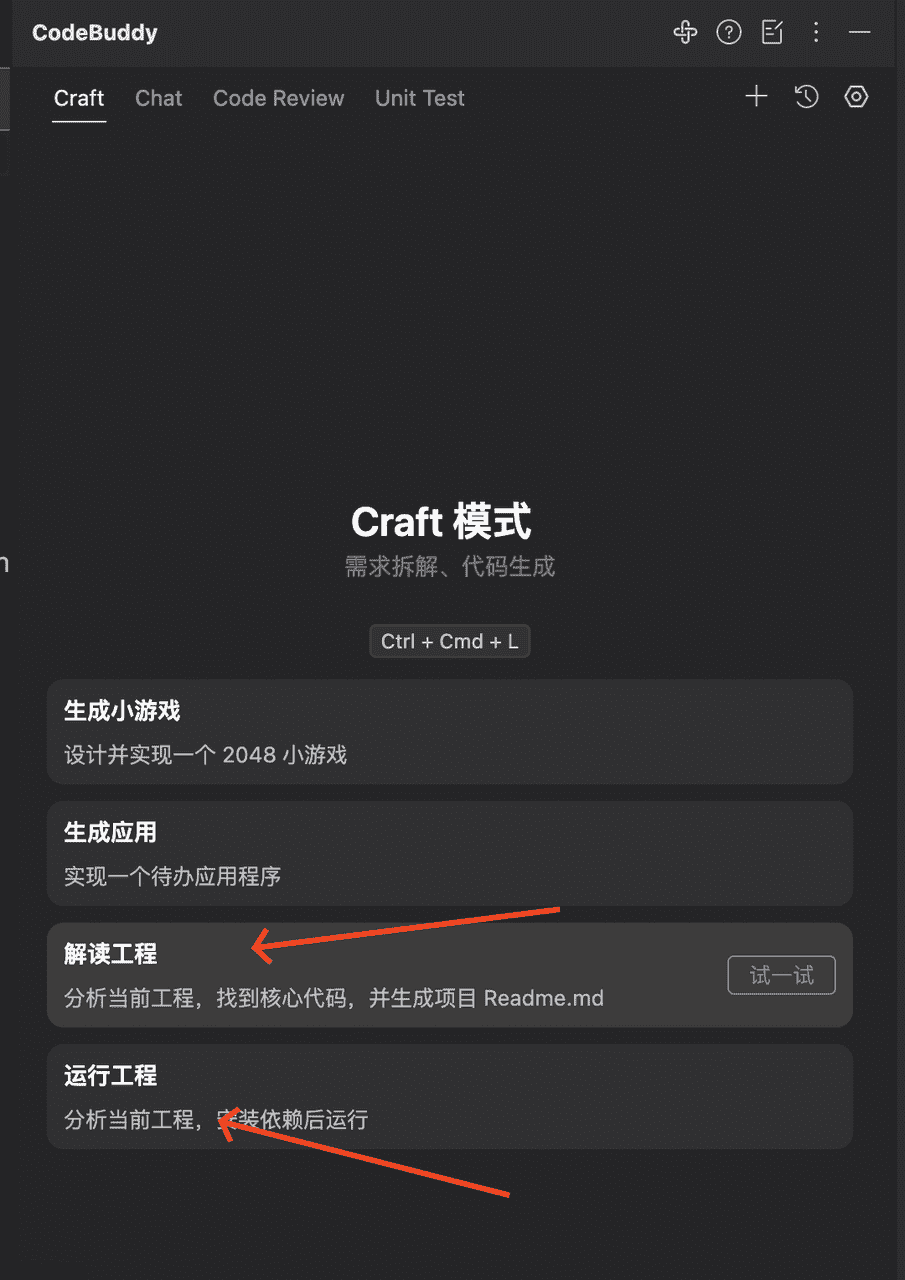 CodeBuddy
Craft Chat Code Review Unit Test
Craft 模式
需求拆解、代码生成
Ctrl + Cmd + L
生成小游戏
设计并实现一个 2048 小游戏
生成应用
实现一个待办应用程序
解读工程
分析当前工程，找到核心代码，并生成项目 Readme.md
试一试
运行工程
分析当前工程，安装依赖后运行